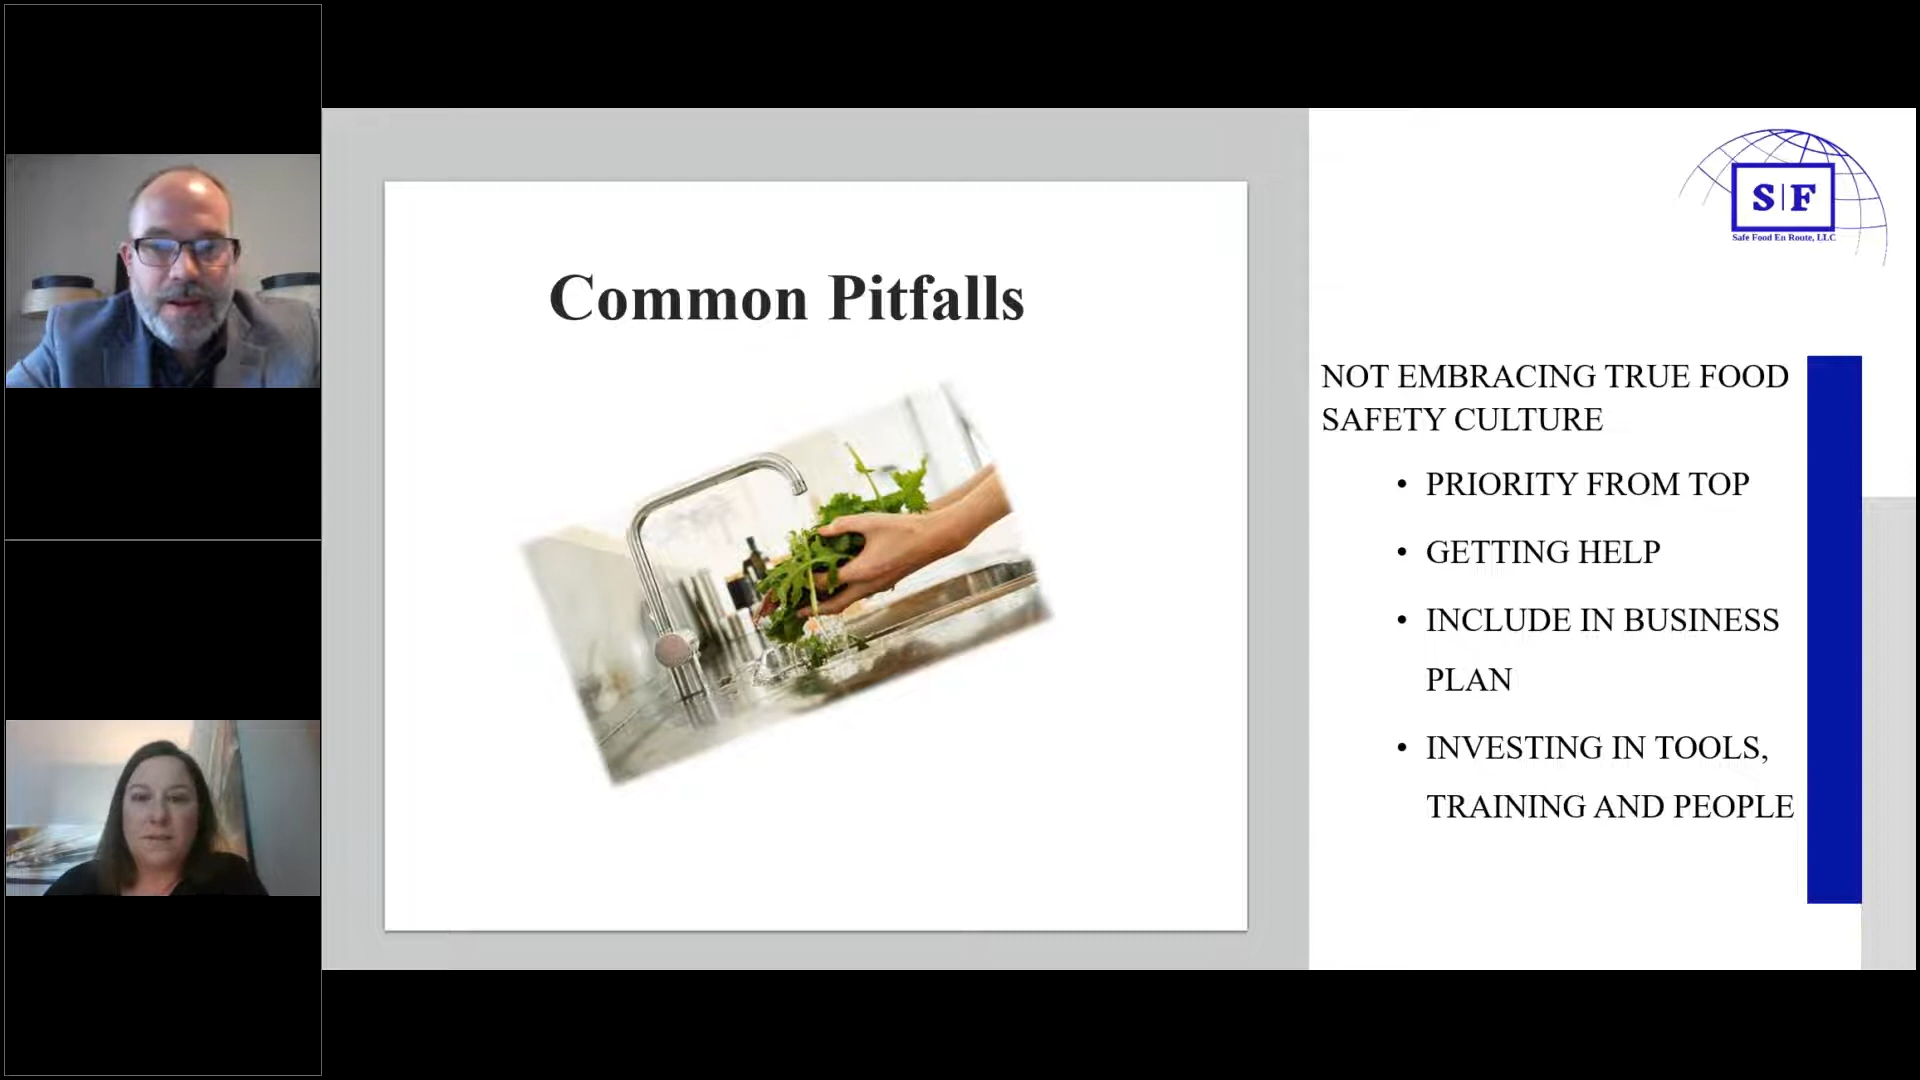 Common Pitfalls
S|F
Safe Food En Route, LLC
NOT EMBRACING TRUE FOOD
SAFETY CULTURE
• PRIORITY FROM TOP
• GETTING HELP
• INCLUDE IN BUSINESS
PLAN
• INVESTING IN TOOLS,
TRAINING AND PEOPLE